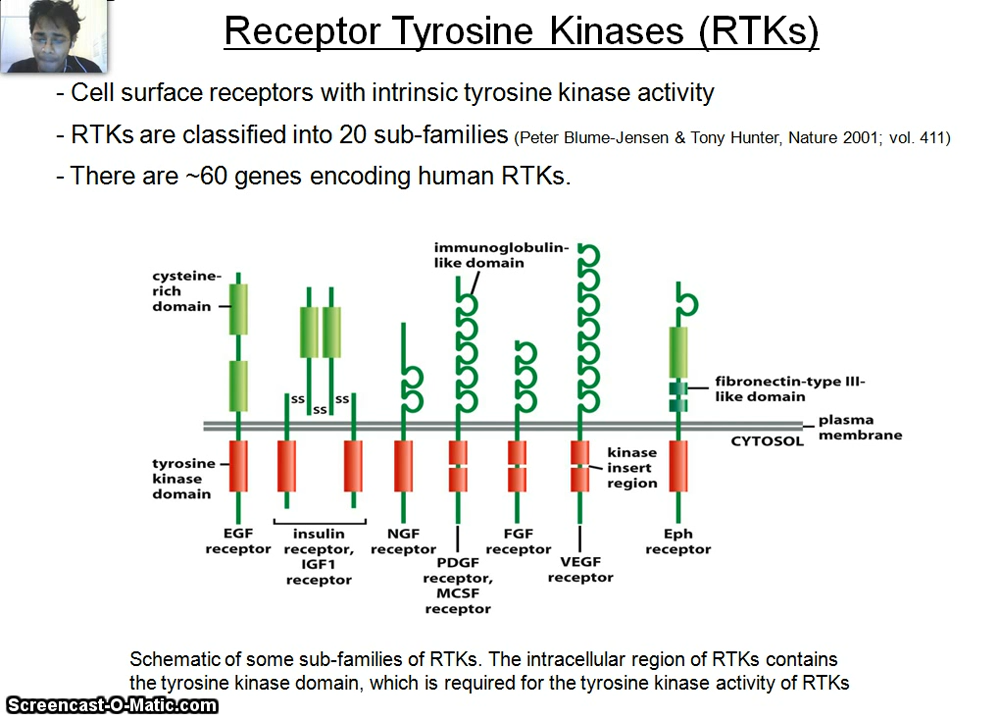 Receptor Tyrosine Kinases (RTKs)
- Cell surface receptors with intrinsic tyrosine kinase activity
- RTKs are classified into 20 sub-families (Peter Blume-Jensen & Tony Hunter, Nature 2001; vol. 411)
- There are ~60 genes encoding human RTKs.
immunoglobulin-
like domain
cysteine-
rich
domain
ss
ss
ss
fibronectin-type III-
like domain
plasma
membrane
CYTOSOL
tyrosine
kinase
domain
kinase
insert
region
EGF
receptor
insulin
receptor,
IGF1
receptor
NGF
receptor
PDGF
receptor,
MCSF
receptor
FGF
receptor
VEGF
receptor
Eph
receptor
Schematic of some sub-families of RTKs. The intracellular region of RTKs contains
the tyrosine kinase domain, which is required for the tyrosine kinase activity of RTKs
Screencast-O-Matic.com